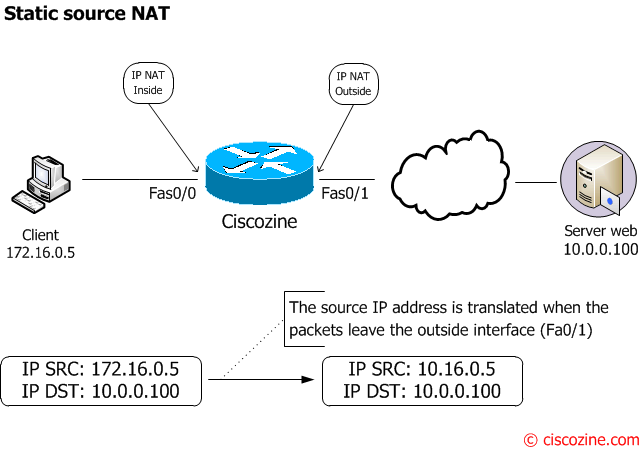 Static source NAT
IP NAT
Inside
IP NAT
Outside
Fas0/0
Fas0/1
Ciscozine
Client
172.16.0.5
Server web
10.0.0.100
The source IP address is translated when the
packets leave the outside interface (Fa0/1)
IP SRC: 172.16.0.5
IP DST: 10.0.0.100
IP SRC: 10.16.0.5
IP DST: 10.0.0.100
© ciscozine.com